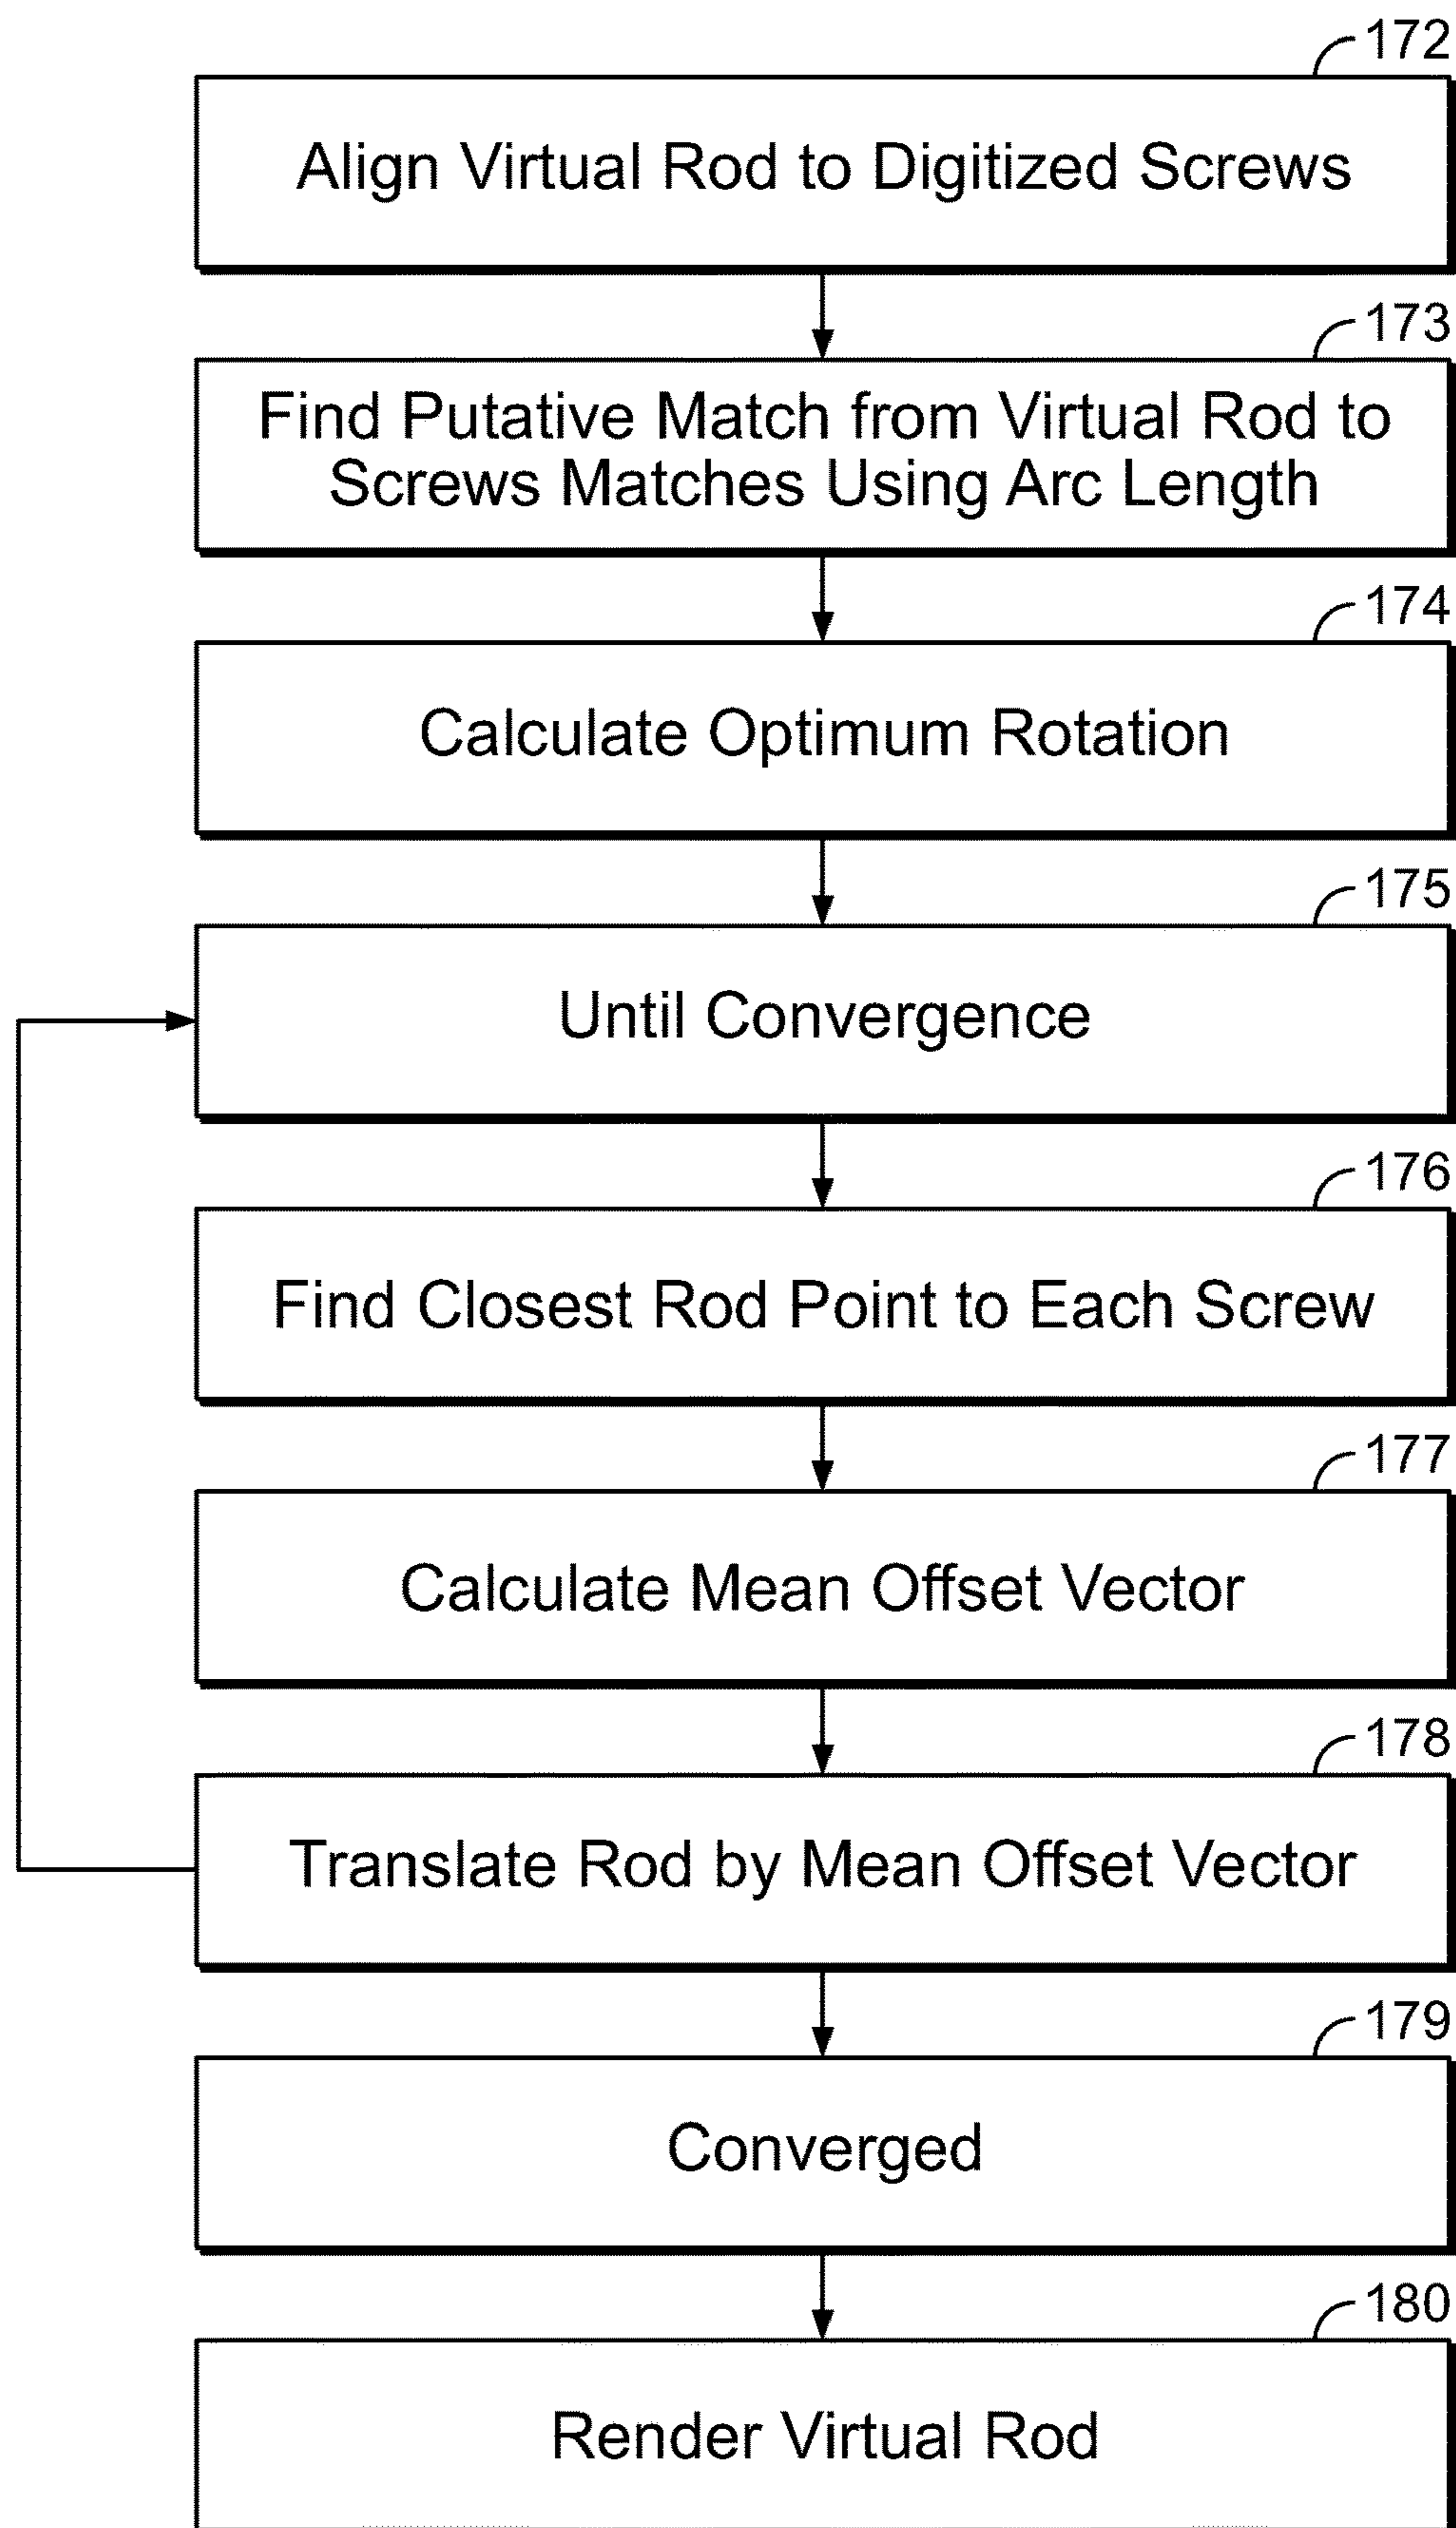 172
Align Virtual Rod to Digitized Screws
173
Find Putative Match from Virtual Rod to
Screws Matches Using Arc Length
174
Calculate Optimum Rotation
175
Until Convergence
176
Find Closest Rod Point to Each Screw
177
Calculate Mean Offset Vector
178
Translate Rod by Mean Offset Vector
179
Converged
180
Render Virtual Rod